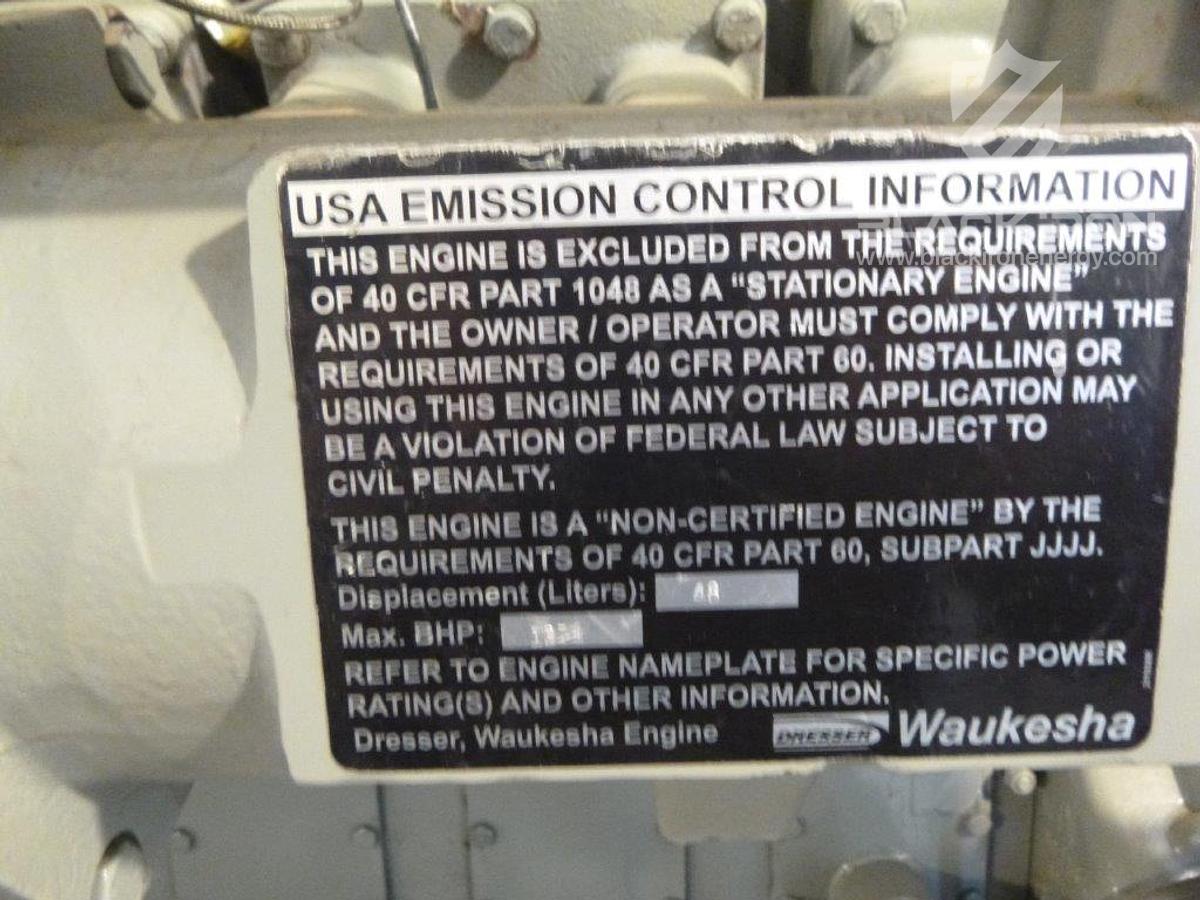 USA EMISSION CONTROL INFORMATION
THIS ENGINE IS EXCLUDED FROM THE REQUIREMENTS
OF 40 CFR PART 1048 AS A "STATIONARY ENGINE"
AND THE OWNER / OPERATOR MUST COMPLY WITH THE
REQUIREMENTS OF 40 CFR PART 60. INSTALLING OR
USING THIS ENGINE IN ANY OTHER APPLICATION MAY
BE A VIOLATION OF FEDERAL LAW SUBJECT TO
CIVIL PENALTY.
THIS ENGINE IS A "NON-CERTIFIED ENGINE" BY THE
REQUIREMENTS OF 40 CFR PART 60, SUBPART JJJJ.
Displacement (Liters): 48
Max. BHP:
REFER TO ENGINE NAMEPLATE FOR SPECIFIC POWER
RATING(S) AND OTHER INFORMATION.
Dresser, Waukesha Engine DRESSER Waukesha
BLACK IRON
www.blackironenergy.com